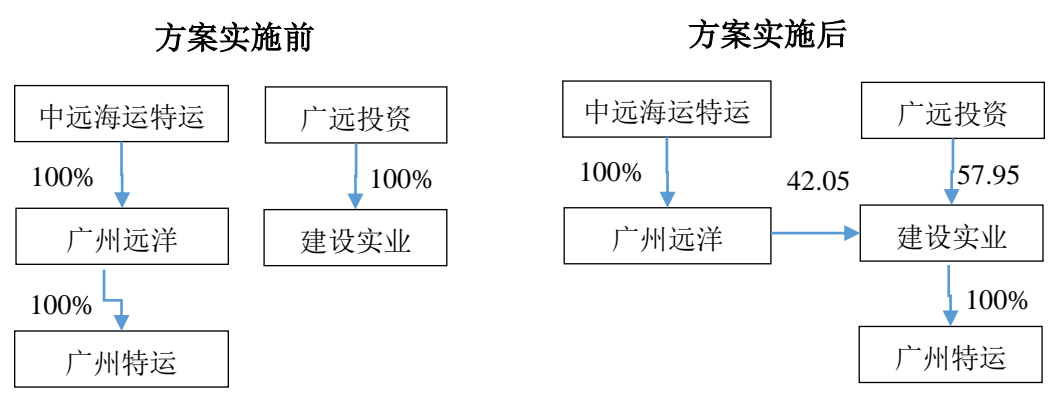 方案实施前
中远海运特运
广远投资
100%
100%
广州远洋
建设实业
100%
广州特运
方案实施后
中远海运特运
广远投资
100%
42.05
57.95
广州远洋
建设实业
100%
广州特运